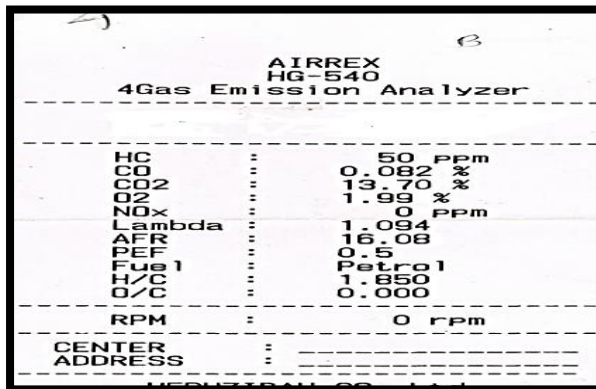 B
AIRREX
HG-540
4Gas Emission Analyzer
HC : 50 ppm
CO : 0.082 %
CO2 : 13.70 %
O2 : 1.99 %
NOx : 0 ppm
Lambda : 1.094
AFR : 16.08
PEF : 0.5
Fuel : Petrol
H/C : 1.850
O/C : 0.000
RPM : 0 rpm
CENTER :
ADDRESS :